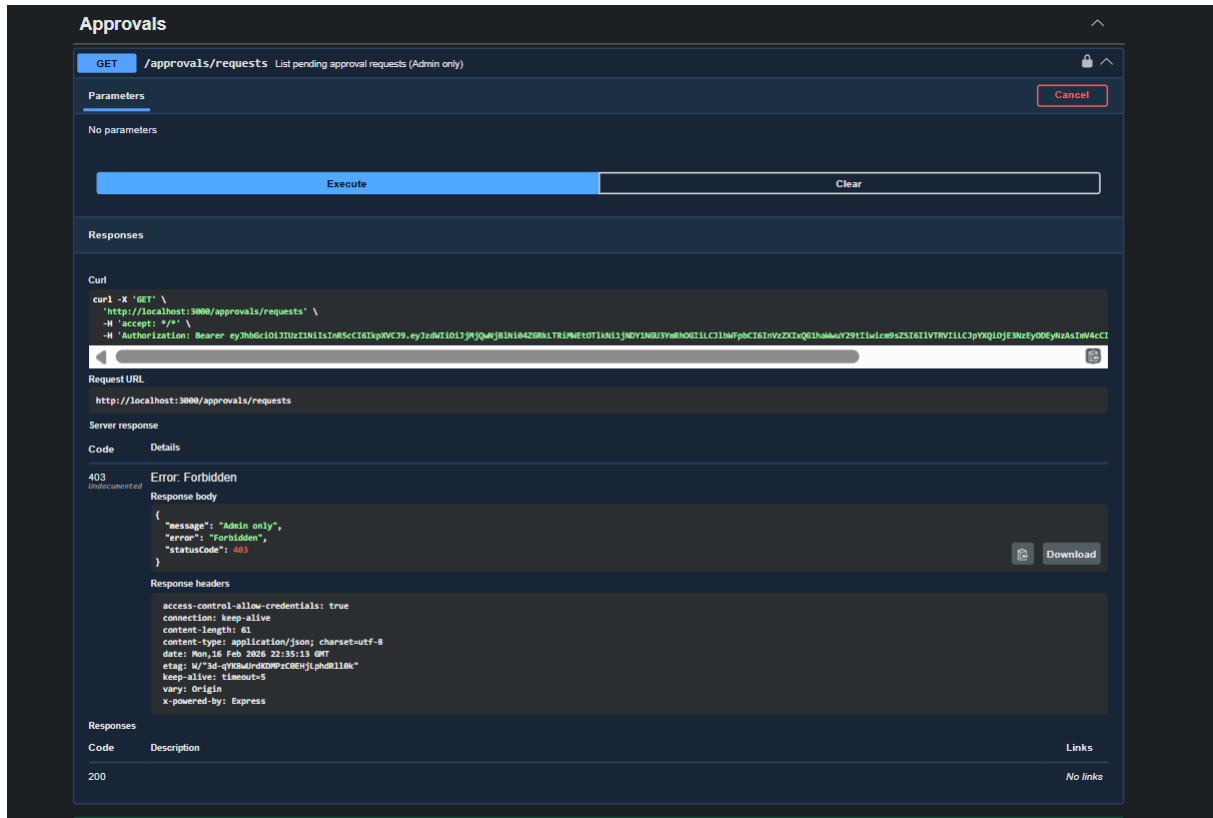 Approvals
GET /approvals/requests List pending approval requests (Admin only)
Parameters
Cancel
No parameters
Execute
Clear
Responses
Curl
curl -X 'GET' \
'http://localhost:3000/approvals/requests' \
-H 'accept: */*' \
-H 'Authorization: Bearer
Request URL
http://localhost:3000/approvals/requests
Server response
Code Details
403 Error: Forbidden
Undocumented
Response body
{
"message": "Admin only",
"error": "Forbidden",
"statusCode": 403
}
Download
Response headers
access-control-allow-credentials: true
connection: keep-alive
content-length: 61
content-type: application/json; charset=utf-8
date: Mon,16 Feb 2026 22:35:13 GMT
etag:
keep-alive: timeout=5
vary: Origin
x-powered-by: Express
Responses
Code Description Links
200 No links